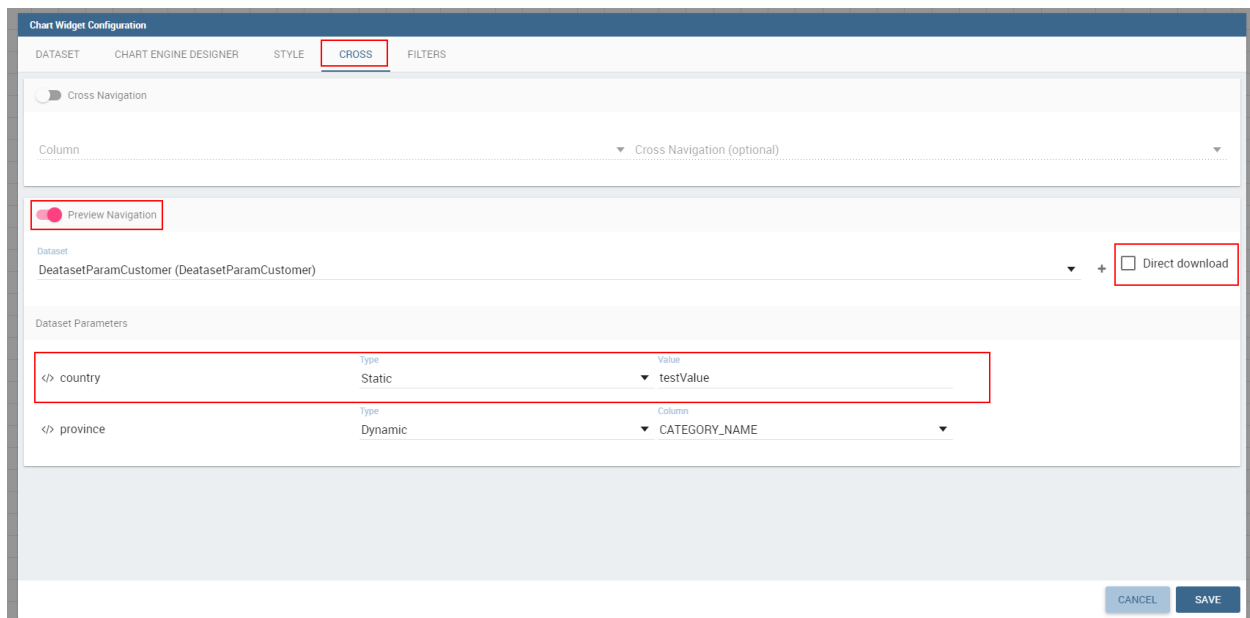 Chart Widget Configuration
DATASET CHART ENGINE DESIGNER STYLE CROSS FILTERS
Cross Navigation
Column Cross Navigation (optional)
Preview Navigation
Dataset
DeatasetParamCustomer (DeatasetParamCustomer) + Direct download
Dataset Parameters
Type Value
</> country Static testValue
Type Column
</> province Dynamic CATEGORY_NAME
CANCEL SAVE